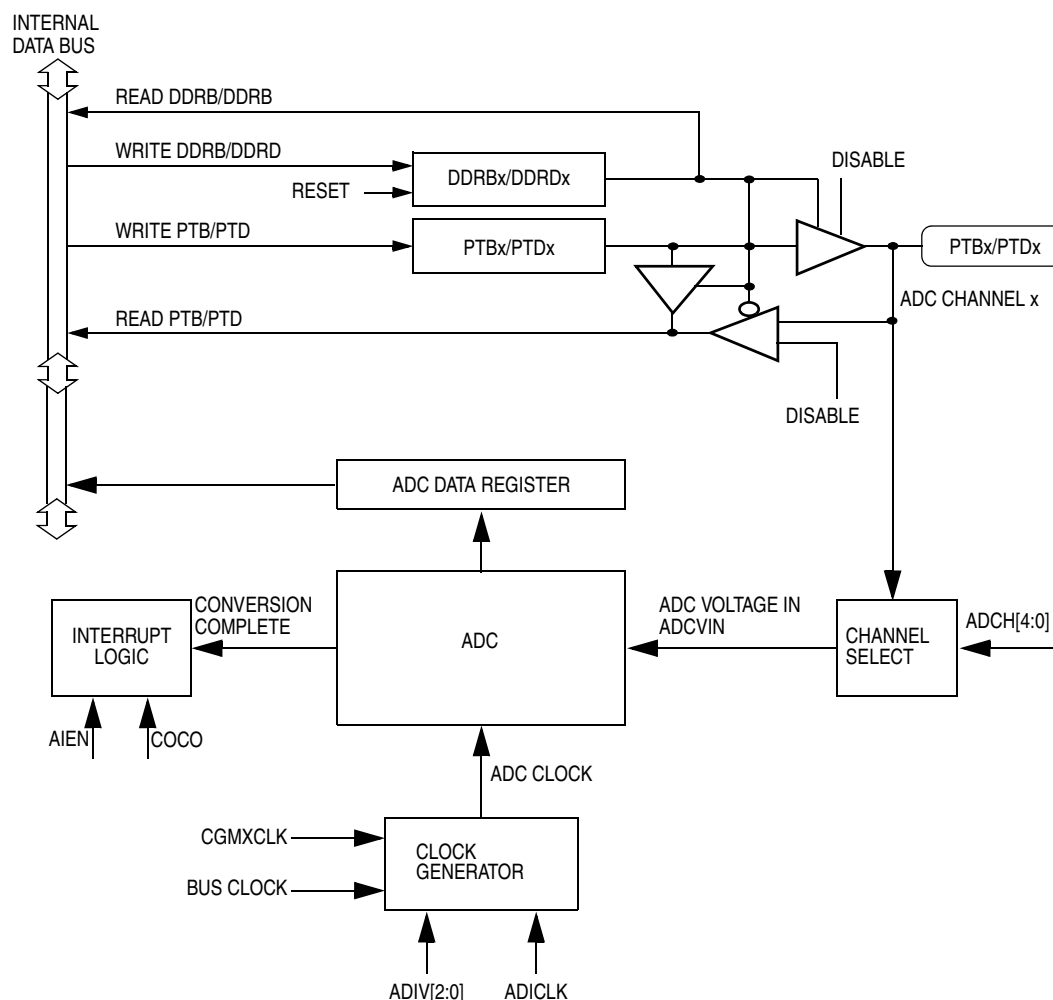 INTERNAL
DATA BUS
READ DDRB/DDRB
WRITE DDRB/DDRD
RESET
DDRBx/DDRDx
DISABLE
WRITE PTB/PTD
PTBx/PTDx
PTBx/PTDx
ADC CHANNEL x
READ PTB/PTD
DISABLE
ADC DATA REGISTER
INTERRUPT
LOGIC
CONVERSION
COMPLETE
ADC
ADC VOLTAGE IN
ADCVIN
CHANNEL
SELECT
ADCH[4:0]
AIEN
COCO
ADC CLOCK
CGMXCLK
BUS CLOCK
CLOCK
GENERATOR
ADIV[2:0]
ADICLK